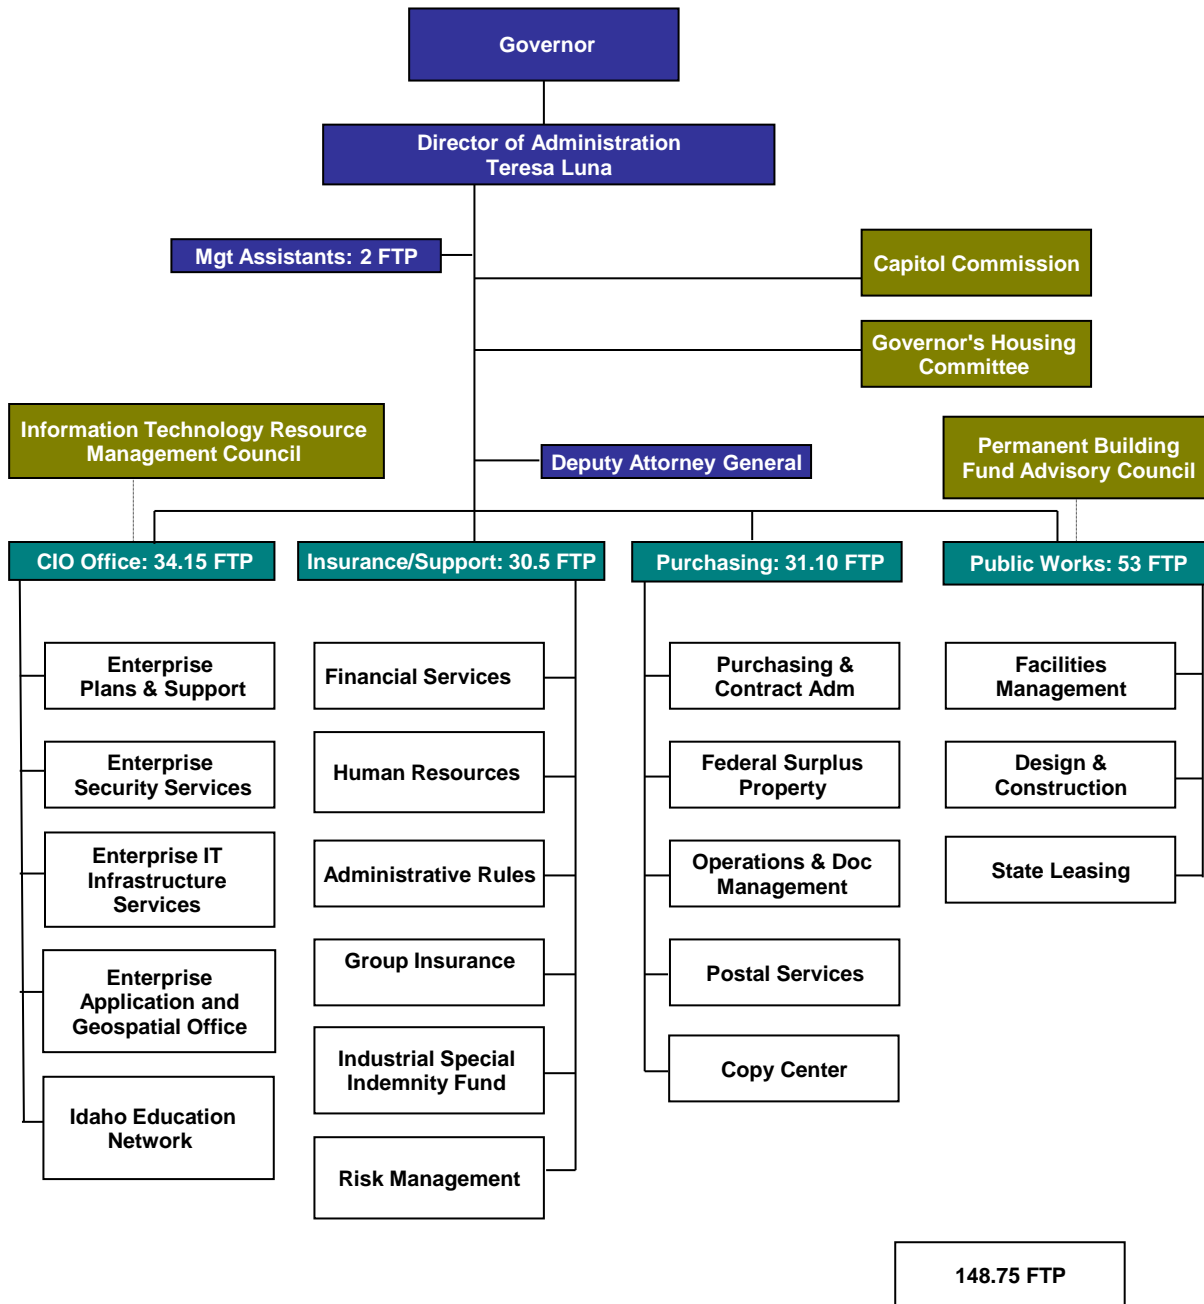 Governor
Director of Administration
Teresa Luna
Mgt Assistants: 2 FTP
Capitol Commission
Governor's Housing
Committee
Information Technology Resource
Management Council
Deputy Attorney General
Permanent Building
Fund Advisory Council
CIO Office: 34.15 FTP
Insurance/Support: 30.5 FTP
Purchasing: 31.10 FTP
Public Works: 53 FTP
Enterprise
Plans & Support
Enterprise
Security Services
Enterprise IT
Infrastructure
Services
Enterprise
Application and
Geospatial Office
Idaho Education
Network
Financial Services
Human Resources
Administrative Rules
Group Insurance
Industrial Special
Indemnity Fund
Risk Management
Purchasing &
Contract Adm
Federal Surplus
Property
Operations & Doc
Management
Postal Services
Copy Center
Facilities
Management
Design &
Construction
State Leasing
148.75 FTP